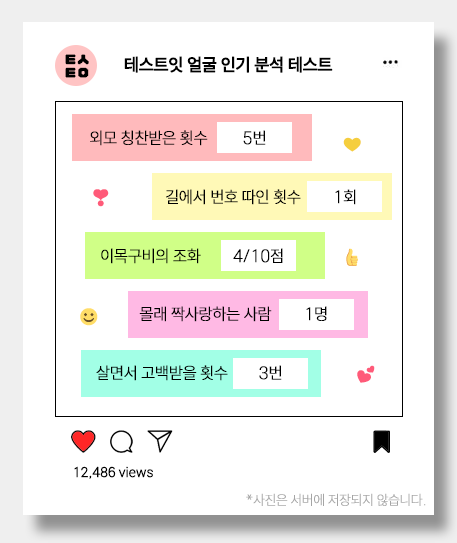 테스
팅
테스트잇 얼굴 인기 분석 테스트
외모 칭찬받은 횟수 5번
길에서 번호 따인 횟수 1회
이목구비의 조화 4/10점
몰래 짝사랑하는 사람 1명
살면서 고백받을 횟수 3번
12,486 views
*사진은 서버에 저장되지 않습니다.